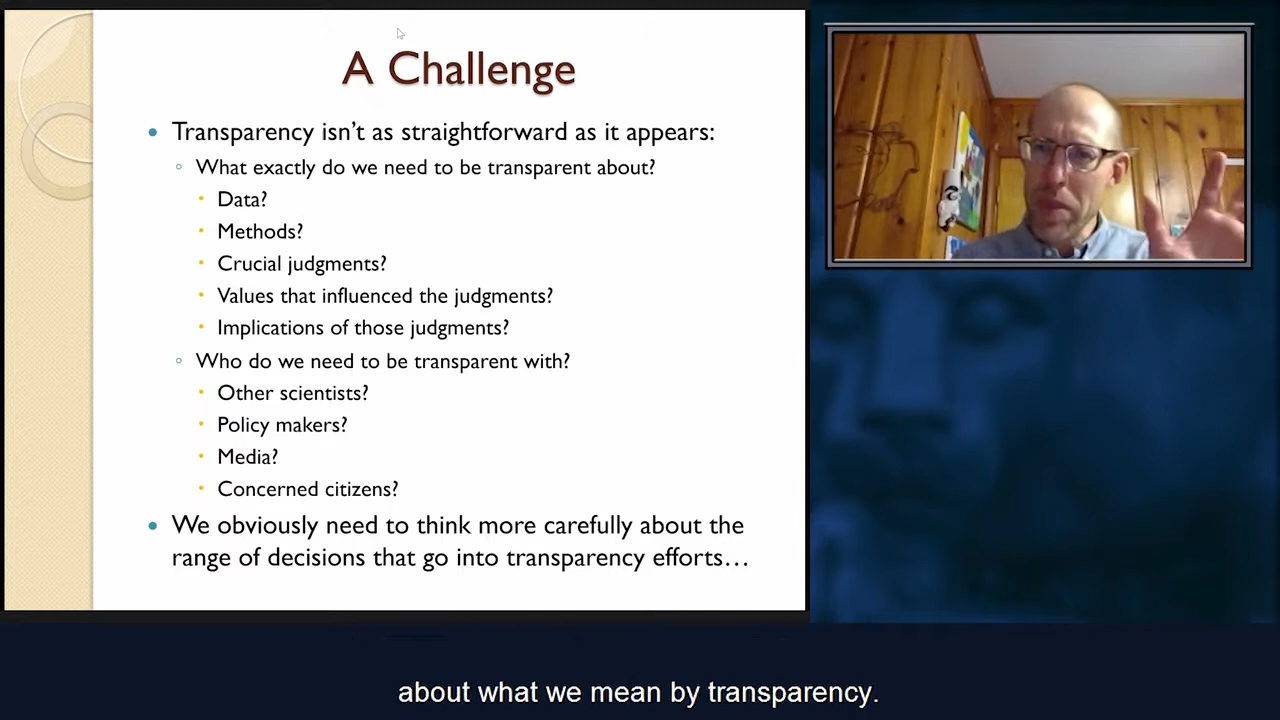 A Challenge
• Transparency isn't as straightforward as it appears:
◦ What exactly do we need to be transparent about?
• Data?
• Methods?
• Crucial judgments?
• Values that influenced the judgments?
• Implications of those judgments?
◦ Who do we need to be transparent with?
• Other scientists?
• Policy makers?
• Media?
• Concerned citizens?
• We obviously need to think more carefully about the
range of decisions that go into transparency efforts…
about what we mean by transparency.